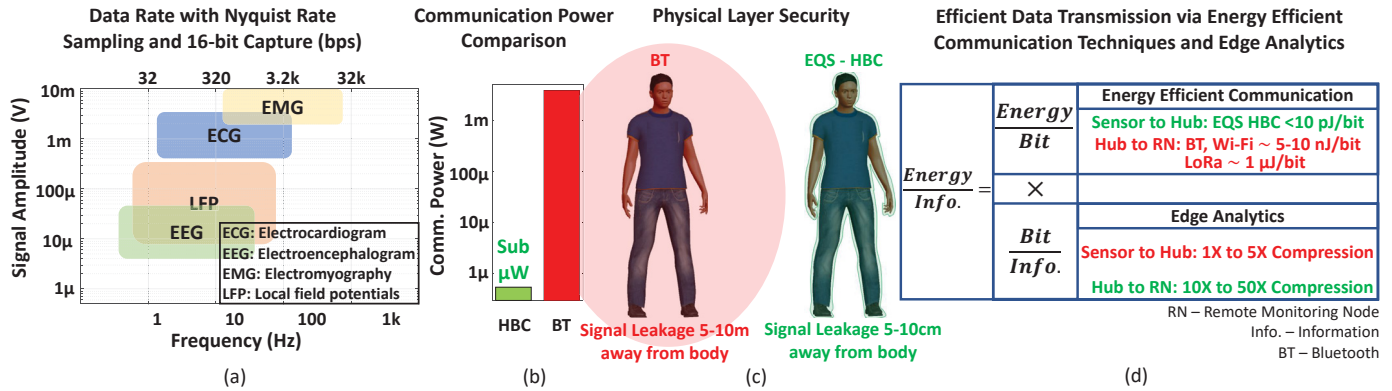 Data Rate with Nyquist Rate
Sampling and 16-bit Capture (bps)
32 320 3.2k 32k
Signal Amplitude (V)
10m
1m
100µ
10µ
1µ
EMG
ECG
LFP
EEG
ECG: Electrocardiogram
EEG: Electroencephalogram
EMG: Electromyography
LFP: Local field potentials
1 10 100 1k
Frequency (Hz)
(a)
Communication Power
Comparison
Comm. Power (W)
1m
100µ
10µ
1µ
Sub
µW
HBC BT
(b)
Physical Layer Security
BT
EQS - HBC
Signal Leakage 5-10m
away from body
Signal Leakage 5-10cm
away from body
(c)
Efficient Data Transmission via Energy Efficient
Communication Techniques and Edge Analytics
Energy
Info.
=
Energy
Bit
×
Bit
Info.
Energy Efficient Communication
Sensor to Hub: EQS HBC <10 pJ/bit
Hub to RN: BT, Wi-Fi ~ 5-10 nJ/bit
LoRa ~ 1 µJ/bit
Edge Analytics
Sensor to Hub: 1X to 5X Compression
Hub to RN: 10X to 50X Compression
RN – Remote Monitoring Node
Info. – Information
BT – Bluetooth
(d)